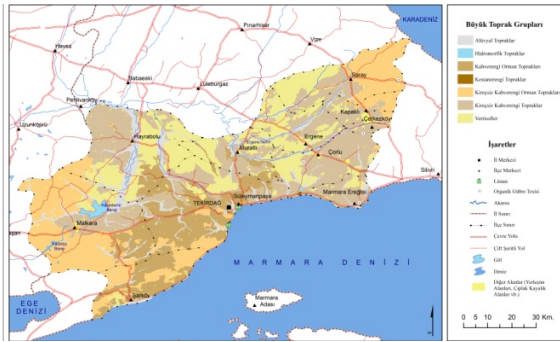 KARADENİZ
Pınarhisar
Vize
Havsa
Babaeski
Lüleburgaz
Saray
Pehlivanköy
Kapaklı
Çerkezköy
Uzunköprü
Hayrabolu
Muratlı
Ergene
Çorlu
Silivri
Marmara Ereğlisi
TEKİRDAĞ
Süleymanpaşa
Malkara
MARMARA DENİZİ
Şarköy
EGE
DENİZİ
Marmara
Adası
Büyük Toprak Grupları
Alüvyal Topraklar
Hidromorfik Topraklar
Kahverengi Orman Toprakları
Kestanerengi Topraklar
Kireçsiz Kahverengi Orman Toprakları
Kireçsiz Kahverengi Topraklar
Vertisoller
İşaretler
İl Merkezi
İlçe Merkezi
Liman
Organik Gübre Tesisi
Akarsu
İl Sınırı
İlçe Sınırı
Çevre Yolu
Çift Şeritli Yol
Göl
Deniz
Diğer Alanlar (Yerleşim
Alanları, Çıplak Kayalık
Alanlar vb.)
0 5 10 20 30 Km.